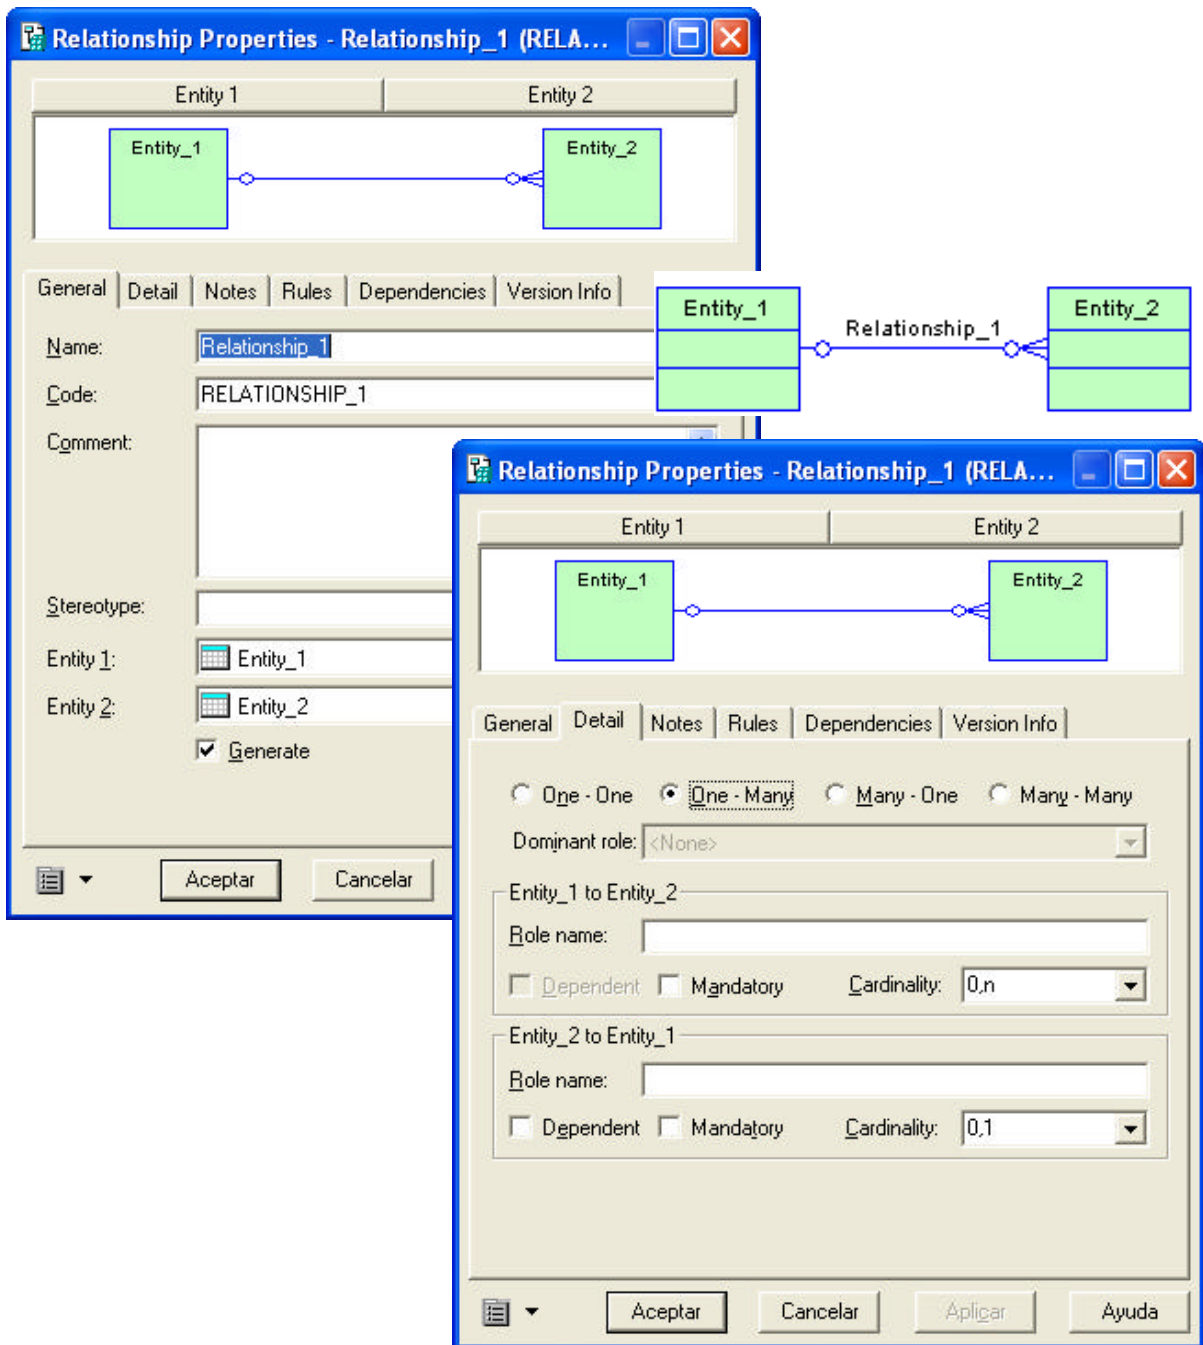 Relationship Properties - Relationship_1 (RELA...
Entity 1 Entity 2
Entity_1 Entity_2
General Detail Notes Rules Dependencies Version Info
Name: Relationship_1
Code: RELATIONSHIP_1
Comment:
Stereotype:
Entity 1: Entity_1
Entity 2: Entity_2
Generate
Aceptar Cancelar
Entity_1 Relationship_1 Entity_2
Relationship Properties - Relationship_1 (RELA...
Entity 1 Entity 2
Entity_1 Entity_2
General Detail Notes Rules Dependencies Version Info
One - One One - Many Many - One Many - Many
Dominant role: <None>
Entity_1 to Entity_2
Role name:
Dependent Mandatory Cardinality: 0,n
Entity_2 to Entity_1
Role name:
Dependent Mandatory Cardinality: 0,1
Aceptar Cancelar Aplicar Ayuda